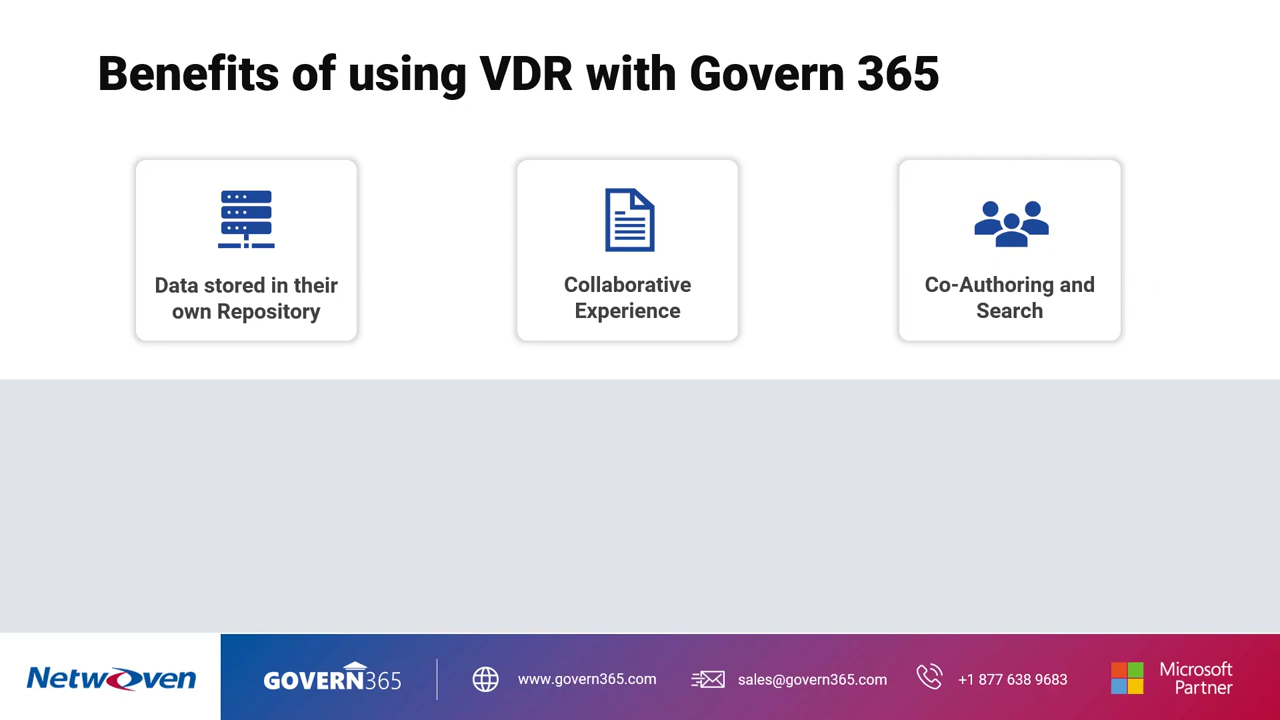 Benefits of using VDR with Govern 365
Data stored in their
own Repository
Collaborative
Experience
Co-Authoring and
Search
Netwoven
GOVERN365
www.govern365.com
sales@govern365.com
+1 877 638 9683
Microsoft
Partner